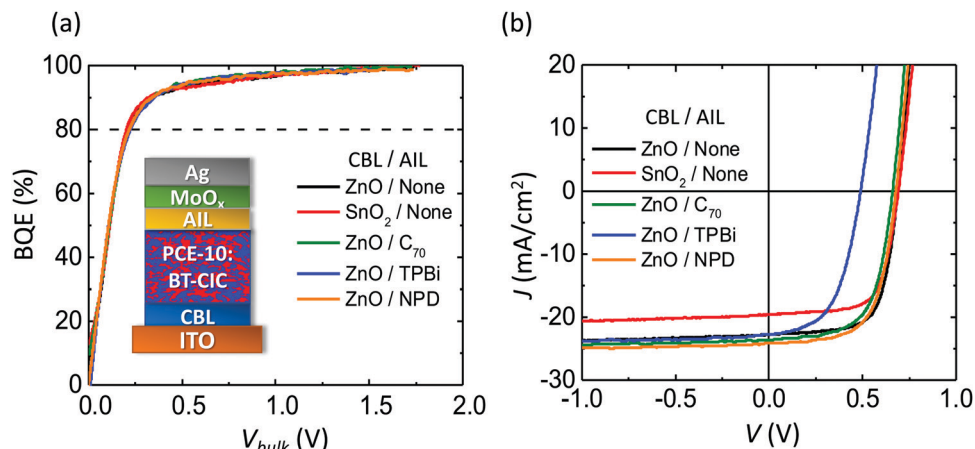 (a)
BQE (%)
100
80
60
40
20
0
0.0 0.5 1.0 1.5 2.0
V_bulk (V)
CBL / AIL
ZnO / None
SnO₂ / None
ZnO / C₇₀
ZnO / TPBi
ZnO / NPD
Ag
MoOₓ
AIL
PCE-10:
BT-CIC
CBL
ITO
(b)
J (mA/cm²)
20
10
0
-10
-20
-30
-1.0 -0.5 0.0 0.5 1.0
V (V)
CBL / AIL
ZnO / None
SnO₂ / None
ZnO / C₇₀
ZnO / TPBi
ZnO / NPD